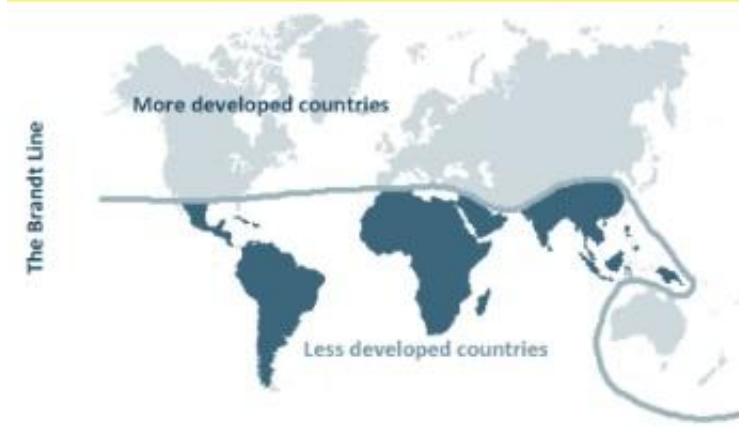 The Brandt Line
More developed countries
Less developed countries